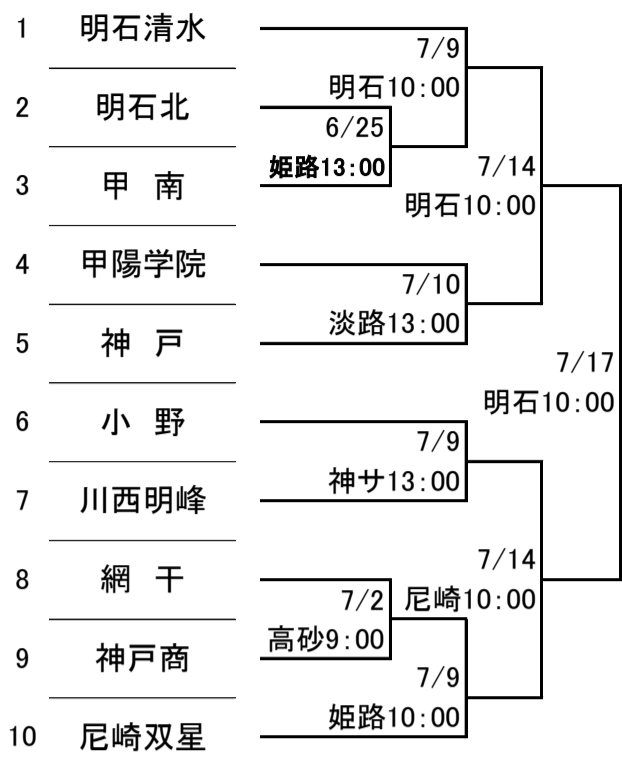 1 明石清水
7/9
明石10:00
2 明石北
6/25
姫路13:00
3 甲 南
7/14
明石10:00
4 甲陽学院
7/10
淡路13:00
5 神 戸
7/17
明石10:00
6 小 野
7/9
神サ13:00
7 川西明峰
7/14
尼崎10:00
8 網 干
7/2
高砂9:00
9 神戸商
7/9
姫路10:00
10 尼崎双星